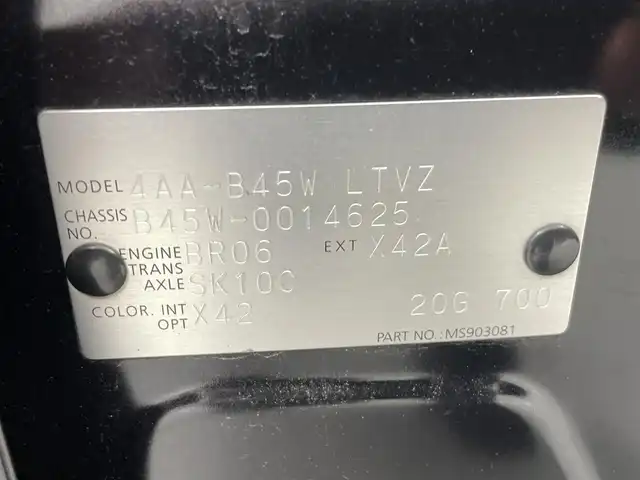 MODEL 4AA-B45W LTVZ
CHASSIS NO. B45W-0014625
ENGINE BR06 EXT X42A
TRANS AXLE SK10C
COLOR. INT X42 20G 700
OPT
PART NO.:MS903081